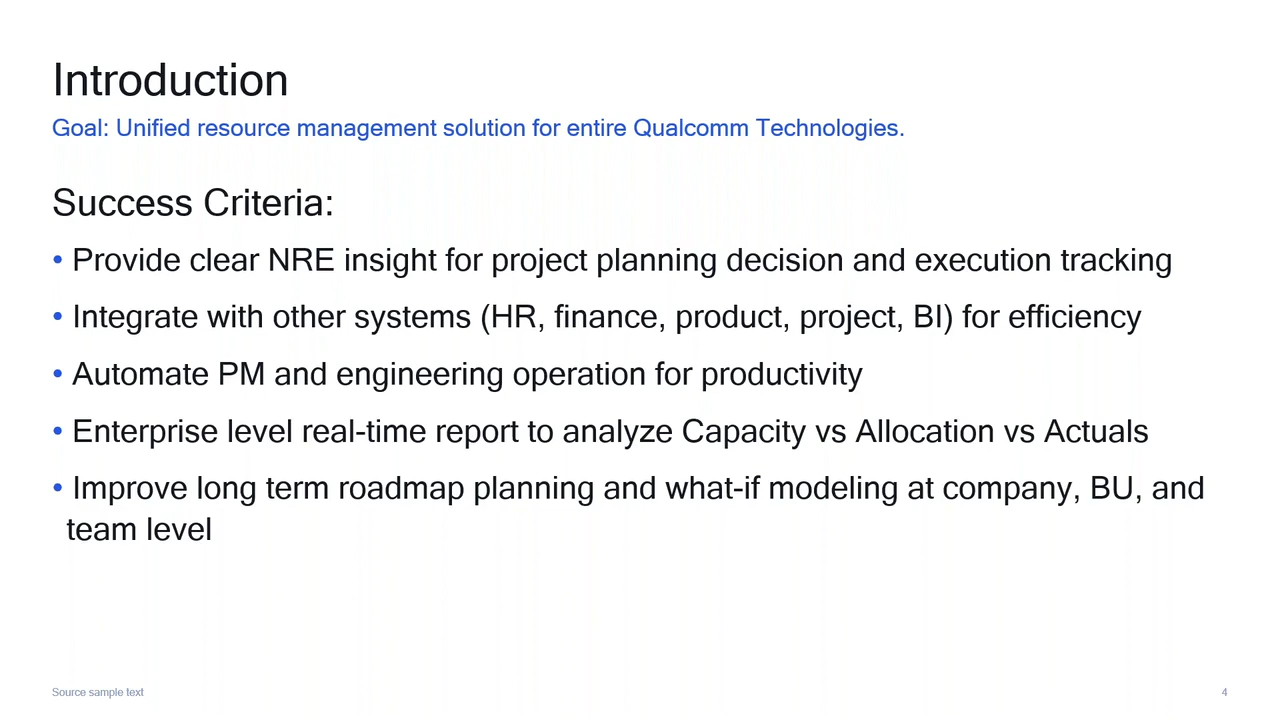 Introduction
Goal: Unified resource management solution for entire Qualcomm Technologies.
Success Criteria:
• Provide clear NRE insight for project planning decision and execution tracking
• Integrate with other systems (HR, finance, product, project, BI) for efficiency
• Automate PM and engineering operation for productivity
• Enterprise level real-time report to analyze Capacity vs Allocation vs Actuals
• Improve long term roadmap planning and what-if modeling at company, BU, and
team level
Source sample text
4